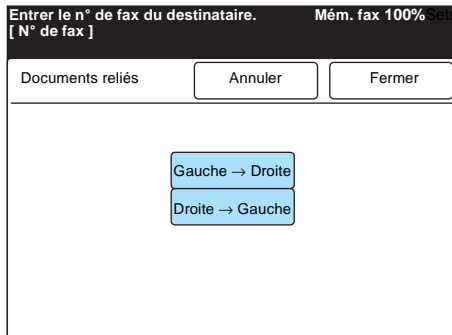 Entrer le n° de fax du destinataire. Mém. fax 100% Sets
[ N° de fax ]
Documents reliés Annuler Fermer
Gauche → Droite
Droite → Gauche